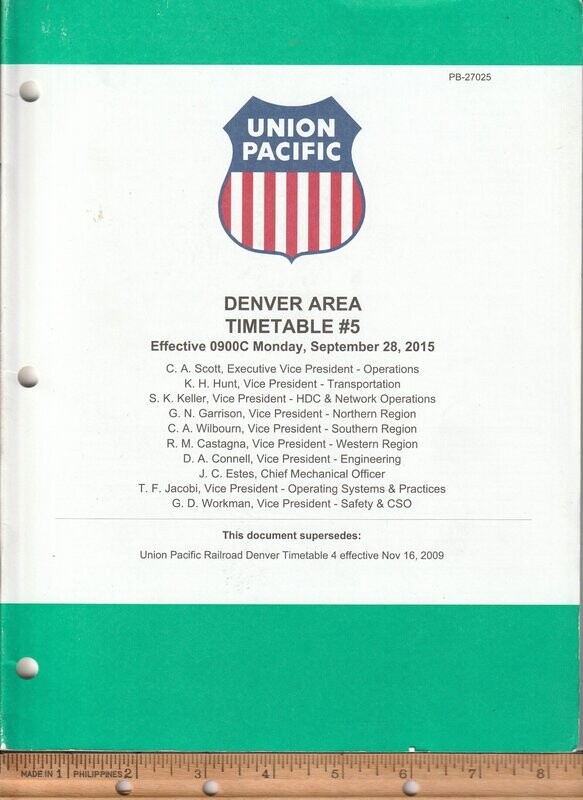 PB-27025
UNION
PACIFIC
DENVER AREA
TIMETABLE #5
Effective 0900C Monday, September 28, 2015
C. A. Scott, Executive Vice President - Operations
K. H. Hunt, Vice President - Transportation
S. K. Keller, Vice President - HDC & Network Operations
G. N. Garrison, Vice President - Northern Region
C. A. Wilbourn, Vice President - Southern Region
R. M. Castagna, Vice President - Western Region
D. A. Connell, Vice President - Engineering
J. C. Estes, Chief Mechanical Officer
T. F. Jacobi, Vice President - Operating Systems & Practices
G. D. Workman, Vice President - Safety & CSO
This document supersedes:
Union Pacific Railroad Denver Timetable 4 effective Nov 16, 2009
MADE IN 1 PHILIPPINES 2 3 4 5 6 7 8